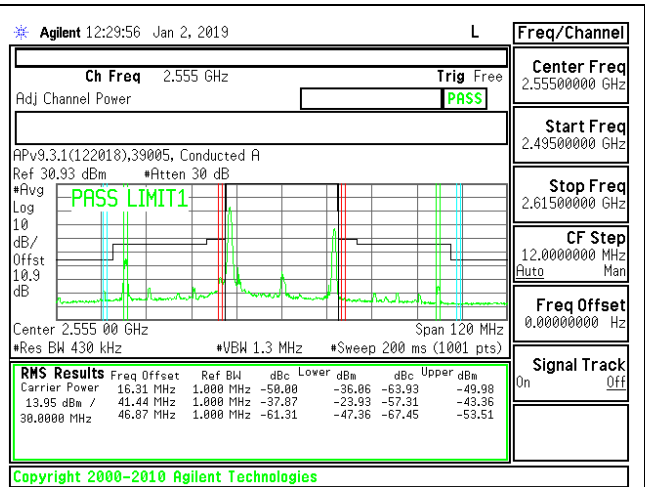 Agilent 12:29:56 Jan 2, 2019 L
Freq/Channel
Ch Freq 2.555 GHz Trig Free
Adj Channel Power PASS
Center Freq
2.55500000 GHz
Start Freq
2.49500000 GHz
Stop Freq
2.61500000 GHz
CF Step
12.0000000 MHz
Auto Man
Freq Offset
0.00000000 Hz
Signal Track
On Off
APv9.3.1(122018),39005, Conducted A
Ref 30.93 dBm #Atten 30 dB
#Avg
Log
10
dB/
Offst
10.9
dB
PASS LIMIT1
Center 2.555 00 GHz Span 120 MHz
#Res BW 430 kHz #VBW 1.3 MHz #Sweep 200 ms (1001 pts)
RMS Results Freq Offset Ref BW dBc Lower dBm dBc Upper dBm
Carrier Power 16.31 MHz 1.000 MHz -50.00 -36.06 -63.93 -49.98
13.95 dBm / 41.44 MHz 1.000 MHz -37.87 -23.93 -57.31 -43.36
30.0000 MHz 46.87 MHz 1.000 MHz -61.31 -47.36 -67.45 -53.51
Copyright 2000-2010 Agilent Technologies